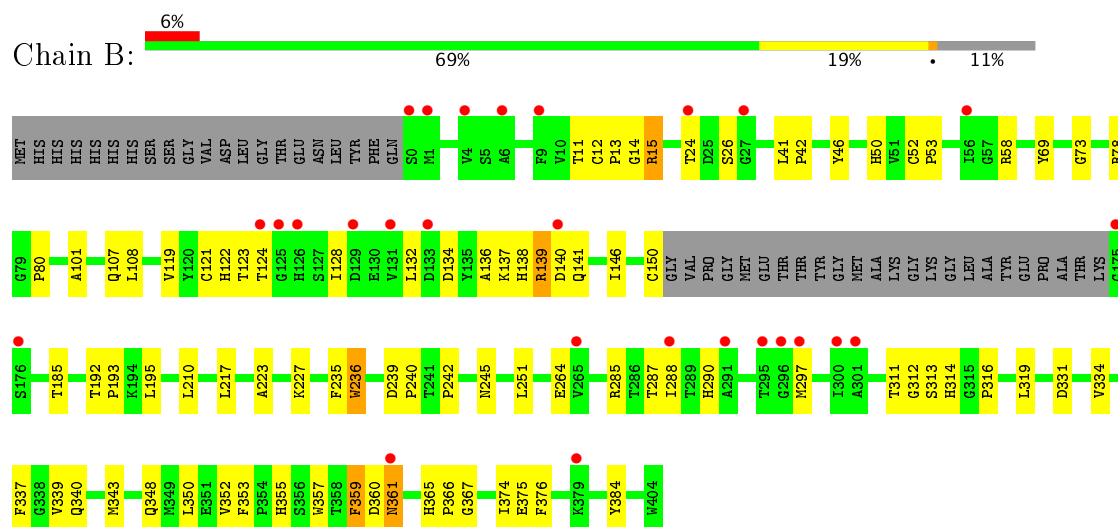 6%
Chain B:
69% 19% • 11%
MET HIS HIS HIS HIS HIS HIS SER SER GLY VAL ASP LEU GLY THR GLU ASN LEU TYR PHE GLN S0 M1 V4 S5 A6 F9 V10 T11 C12 P13 G14 R15 T24 D25 S26 G27 L41 P42 Y46 H50 V51 C52 P53 I56 G57 R58 Y69 G73
G79 P80 A101 Q107 L108 V119 Y120 C121 H122 T123 T124 G125 H126 S127 I128 D129 E130 V131 L132 D133 D134 Y135 A136 K137 H138 R139 D140 Q141 I146 C150 GLY VAL PRO GLY MET GLU THR THR TYR GLY MET ALA LYS GLY LYS GLY LEU ALA TYR GLU PRO ALA THR LYS G175
S176 T185 T192 P193 K194 L195 L210 L217 A223 K227 F235 W236 D239 P240 T241 P242 N245 L251 E264 V265 R285 T286 T287 I288 T289 H290 A291 T295 G296 M297 I300 A301 T311 G312 S313 H314 G315 P316 L319 D331 V334
F337 G338 V339 Q340 M343 Q348 M349 L350 E351 V352 F353 P354 H355 S356 W357 T358 F359 D360 N361 H365 P366 G367 I374 E375 F376 K379 Y384 W404